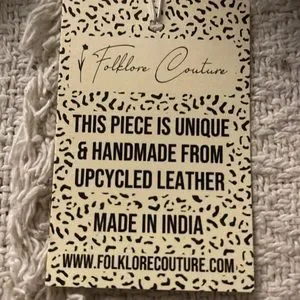 Folklore Couture
THIS PIECE IS UNIQUE
& HANDMADE FROM
UPCYCLED LEATHER
MADE IN INDIA
WWW.FOLKLORECOUTURE.COM